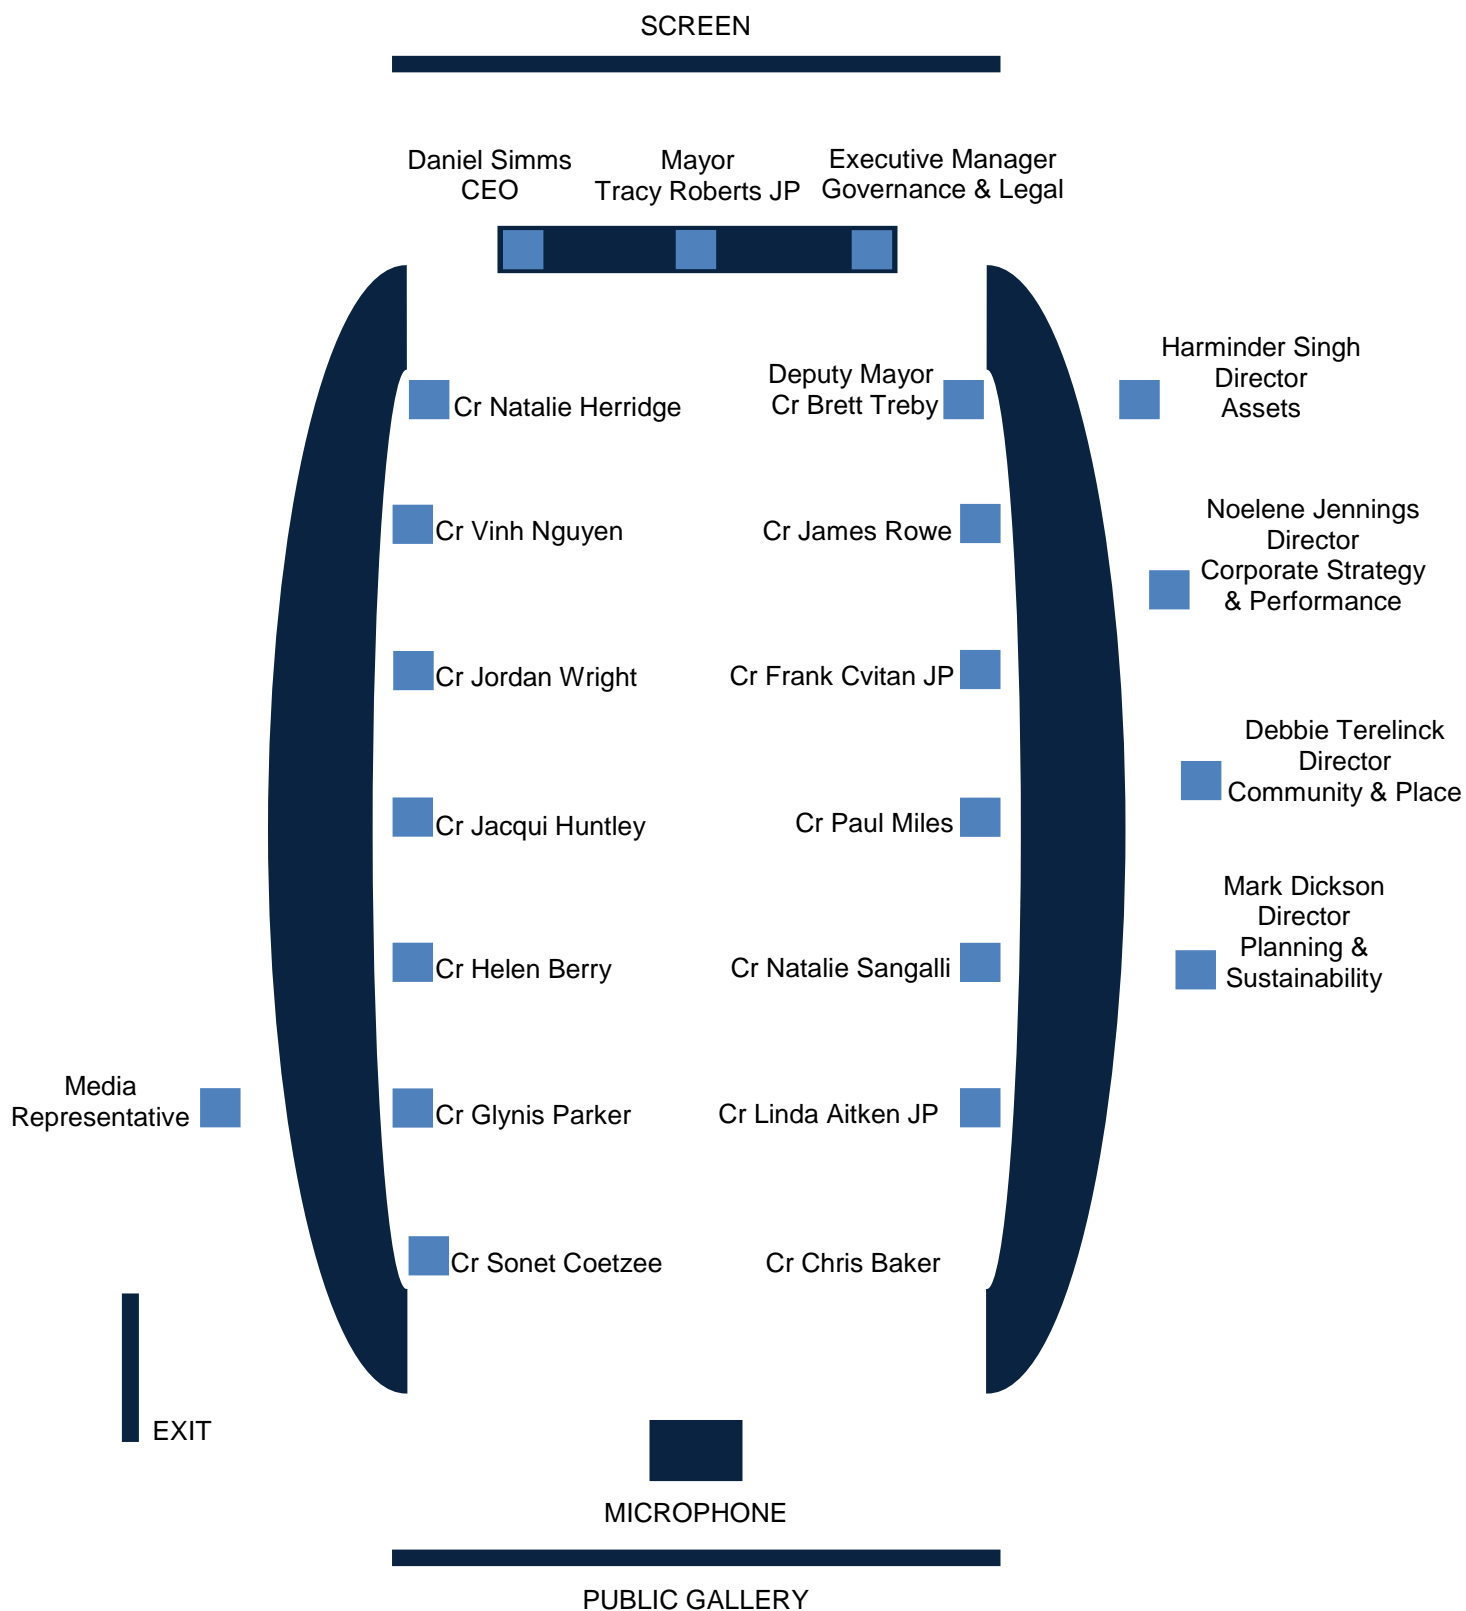 SCREEN
Daniel Simms
CEO
Mayor
Tracy Roberts JP
Executive Manager
Governance & Legal
Harminder Singh
Director
Assets
Deputy Mayor
Cr Brett Treby
Cr Natalie Herridge
Noelene Jennings
Director
Corporate Strategy
& Performance
Cr Vinh Nguyen
Cr James Rowe
Cr Jordan Wright
Cr Frank Cvitan JP
Debbie Terelinck
Director
Community & Place
Cr Jacqui Huntley
Cr Paul Miles
Mark Dickson
Director
Planning &
Sustainability
Cr Helen Berry
Cr Natalie Sangalli
Media
Representative
Cr Glynis Parker
Cr Linda Aitken JP
Cr Sonet Coetzee
Cr Chris Baker
EXIT
MICROPHONE
PUBLIC GALLERY